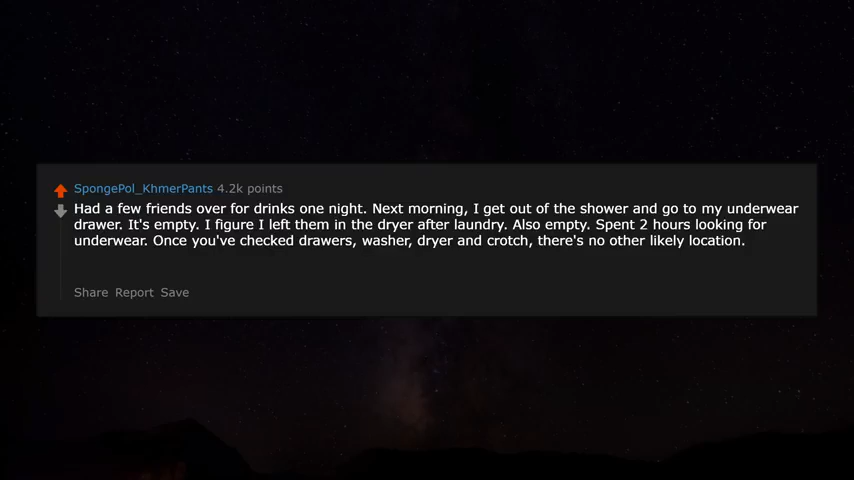 SpongePol_KhmerPants 4.2k points
Had a few friends over for drinks one night. Next morning, I get out of the shower and go to my underwear
drawer. It's empty. I figure I left them in the dryer after laundry. Also empty. Spent 2 hours looking for
underwear. Once you've checked drawers, washer, dryer and crotch, there's no other likely location.
Share Report Save